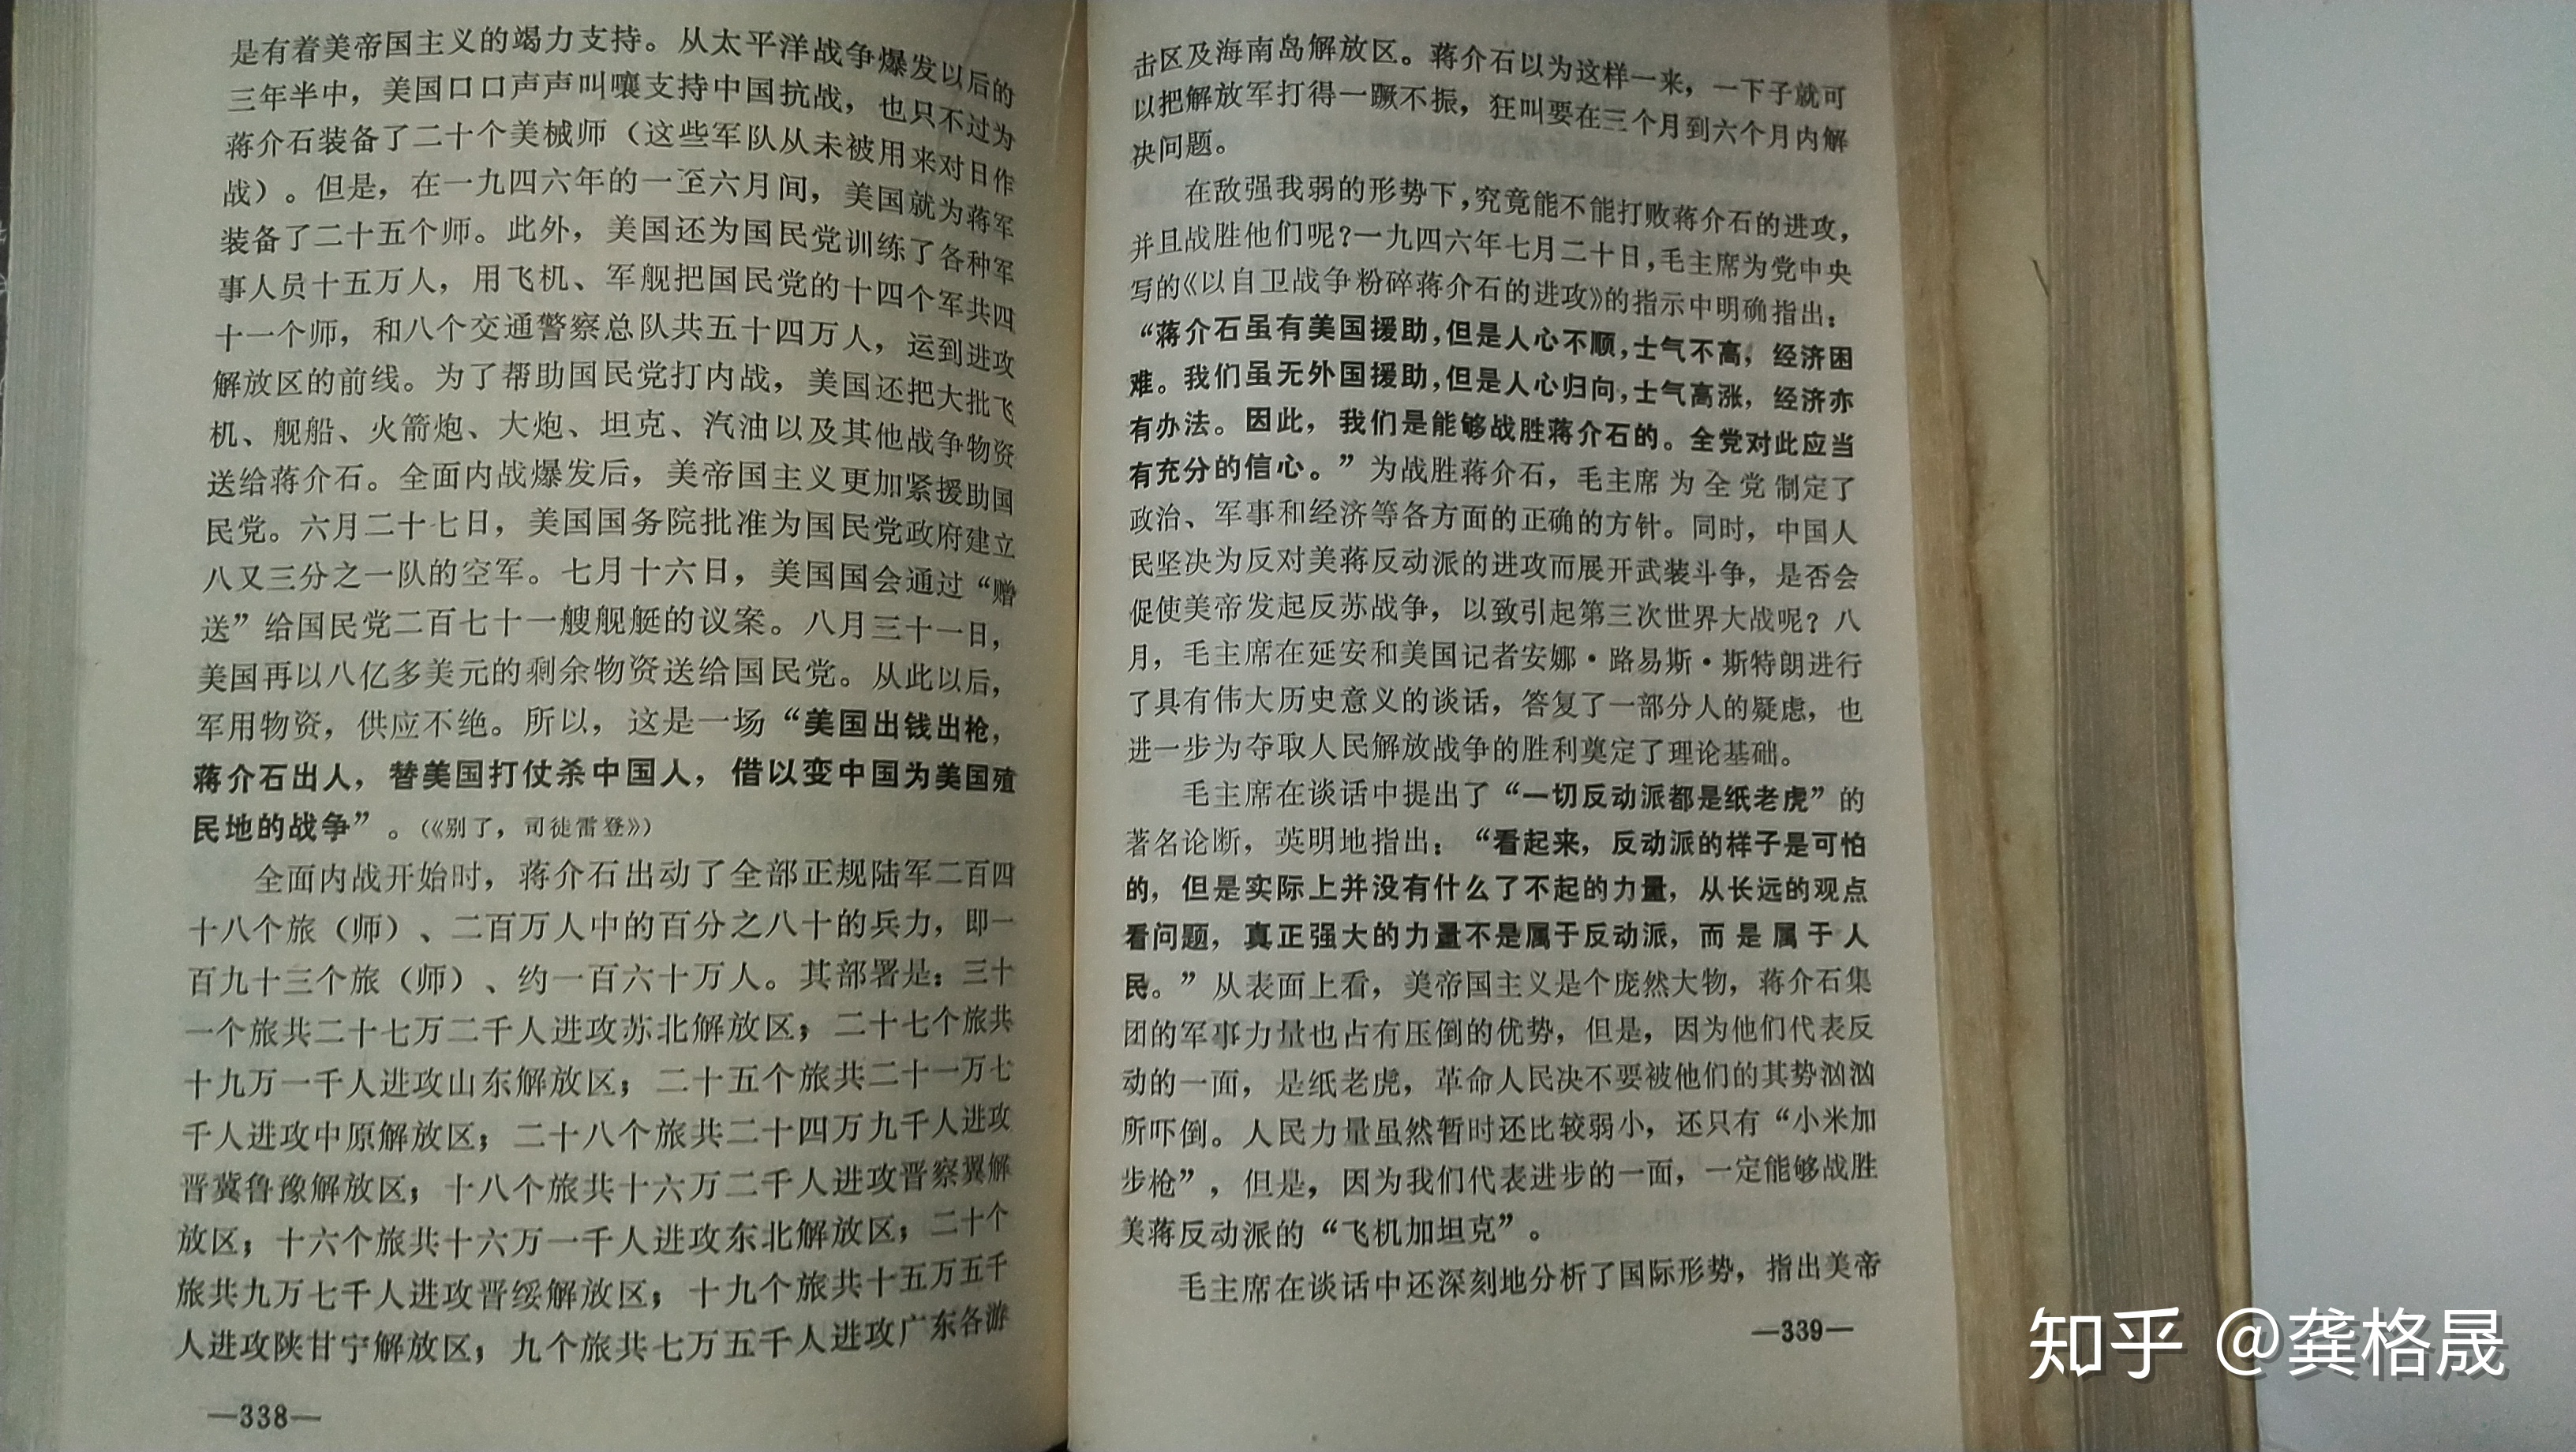 是有着美帝国主义的竭力支持。从太平洋战争爆发以后的
三年半中，美国口口声声叫嚷支持中国抗战，也只不过为
蒋介石装备了二十个美械师（这些军队从未被用来对日作
战）。但是，在一九四六年的一至六月间，美国就为蒋军
装备了二十五个师。此外，美国还为国民党训练了各种军
事人员十五万人，用飞机、军舰把国民党的十四个军共四
十一个师，和八个交通警察总队共五十四万人，运到进攻
解放区的前线。为了帮助国民党打内战，美国还把大批飞
机、舰船、火箭炮、大炮、坦克、汽油以及其他战争物资
送给蒋介石。全面内战爆发后，美帝国主义更加紧援助国
民党。六月二十七日，美国国务院批准为国民党政府建立
八又三分之一队的空军。七月十六日，美国国会通过“赠
送”给国民党二百七十一艘舰艇的议案。八月三十一日，
美国再以八亿多美元的剩余物资送给国民党。从此以后，
军用物资，供应不绝。所以，这是一场“美国出钱出枪，
蒋介石出人，替美国打仗杀中国人，借以变中国为美国殖
民地的战争”。（《别了，司徒雷登》）
全面内战开始时，蒋介石出动了全部正规陆军二百四
十八个旅（师）、二百万人中的百分之八十的兵力，即一
百九十三个旅（师）、约一百六十万人。其部署是：三十
一个旅共二十七万二千人进攻苏北解放区；二十七个旅共
十九万一千人进攻山东解放区；二十五个旅共二十一万七
千人进攻中原解放区；二十八个旅共二十四万九千人进攻
晋冀鲁豫解放区；十八个旅共十六万二千人进攻晋察冀解
放区；十六个旅共十六万一千人进攻东北解放区；二十个
旅共九万七千人进攻晋绥解放区；十九个旅共十五万五千
人进攻陕甘宁解放区；九个旅共七万五千人进攻广东各游
—338—
击区及海南岛解放区。蒋介石以为这样一来，一下子就可
以把解放军打得一蹶不振，狂叫要在三个月到六个月内解
决问题。
在敌强我弱的形势下，究竟能不能打败蒋介石的进攻，
并且战胜他们呢？一九四六年七月二十日，毛主席为党中央
写的《以自卫战争粉碎蒋介石的进攻》的指示中明确指出：
“蒋介石虽有美国援助，但是人心不顺，士气不高，经济困
难。我们虽无外国援助，但是人心归向，士气高涨，经济亦
有办法。因此，我们是能够战胜蒋介石的。全党对此应当
有充分的信心。”为战胜蒋介石，毛主席为全党制定了
政治、军事和经济等各方面的正确的方针。同时，中国人
民坚决为反对美蒋反动派的进攻而展开武装斗争，是否会
促使美帝发起反苏战争，以致引起第三次世界大战呢？八
月，毛主席在延安和美国记者安娜·路易斯·斯特朗进行
了具有伟大历史意义的谈话，答复了一部分人的疑虑，也
进一步为夺取人民解放战争的胜利奠定了理论基础。
毛主席在谈话中提出了“一切反动派都是纸老虎”的
著名论断，英明地指出：“看起来，反动派的样子是可怕
的，但是实际上并没有什么了不起的力量，从长远的观点
看问题，真正强大的力量不是属于反动派，而是属于人
民。”从表面上看，美帝国主义是个庞然大物，蒋介石集
团的军事力量也占有压倒的优势，但是，因为他们代表反
动的一面，是纸老虎，革命人民决不要被他们的其势汹汹
所吓倒。人民力量虽然暂时还比较弱小，还只有“小米加
步枪”，但是，因为我们代表进步的一面，一定能够战胜
美蒋反动派的“飞机加坦克”。
毛主席在谈话中还深刻地分析了国际形势，指出美帝
—339—
知乎 @龚格晟